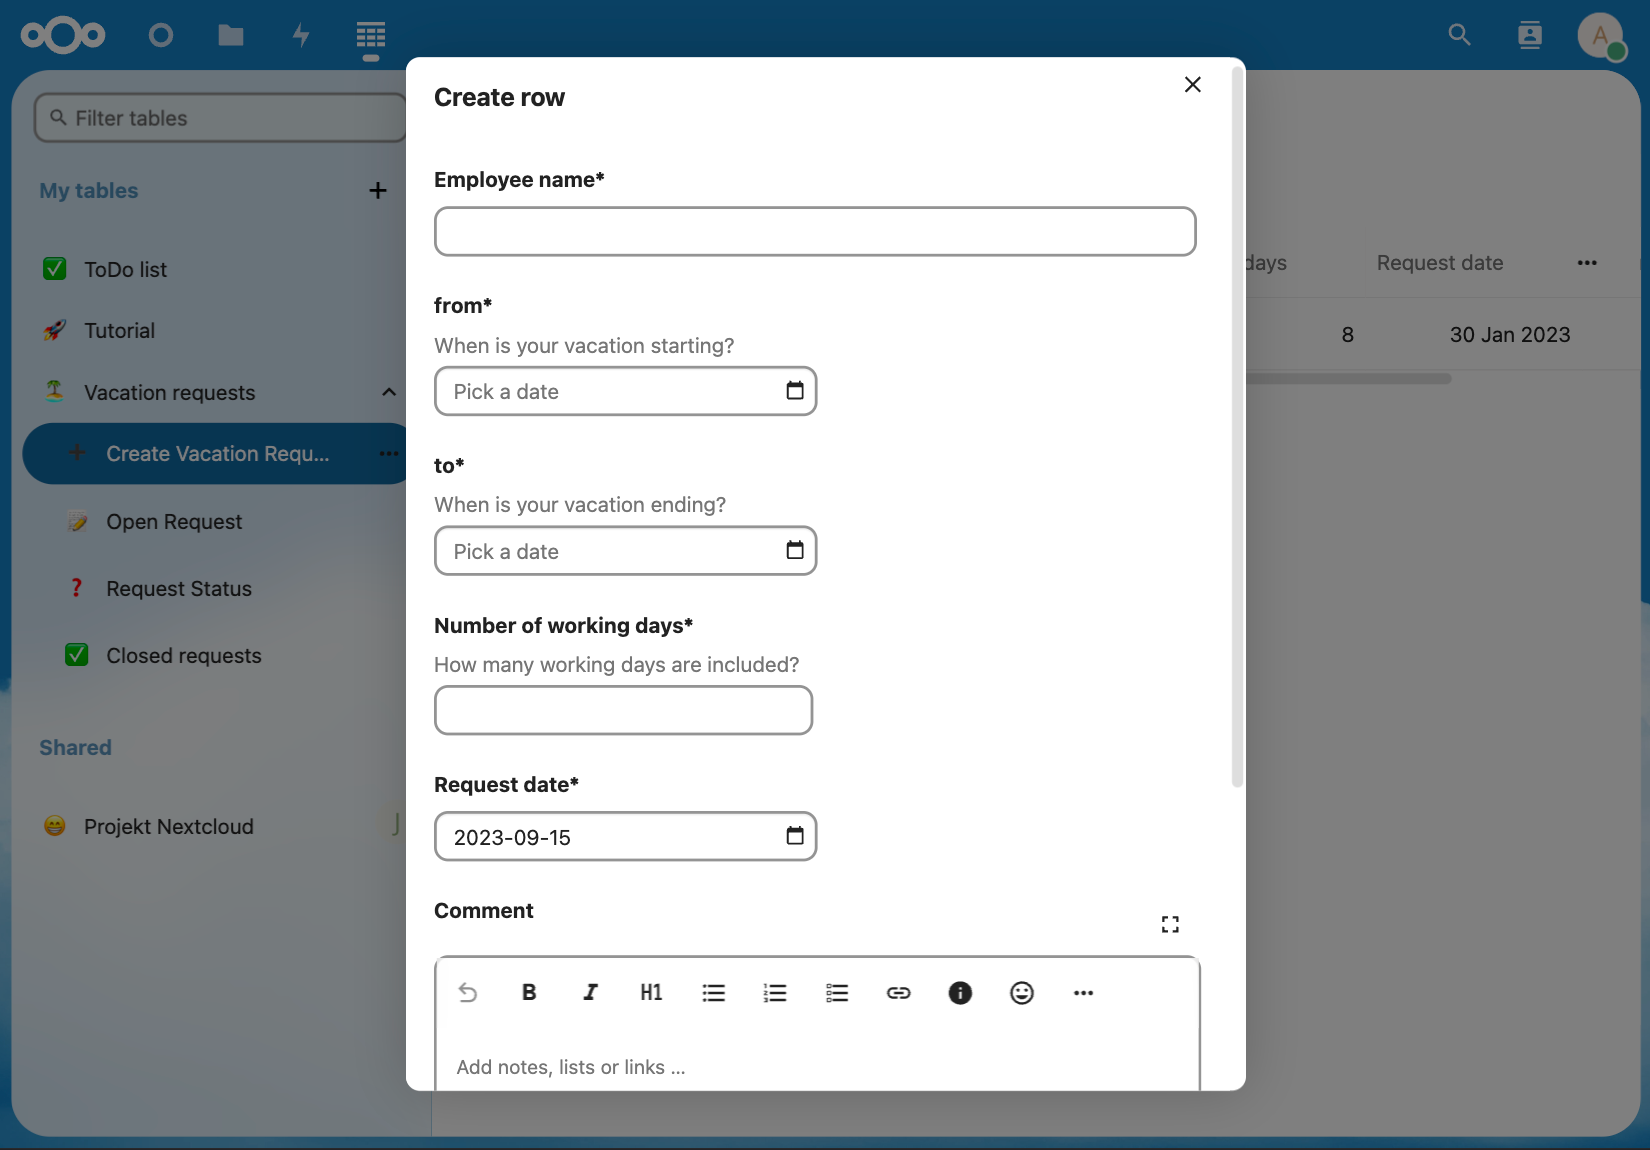 A
Filter tables
My tables
ToDo list
Tutorial
Vacation requests
Create Vacation Requ...
Open Request
Request Status
Closed requests
Shared
Projekt Nextcloud
J
Create row
Employee name*
from*
When is your vacation starting?
Pick a date
to*
When is your vacation ending?
Pick a date
Number of working days*
How many working days are included?
Request date*
2023-09-15
Comment
B I H1
Add notes, lists or links ...
days Request date
8 30 Jan 2023